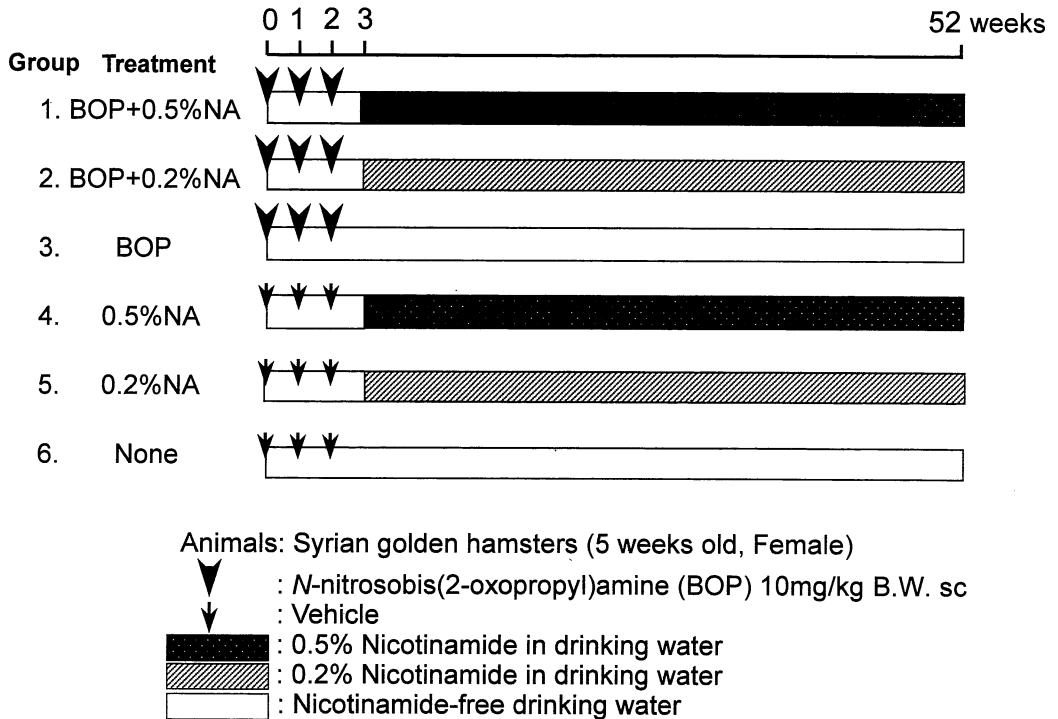 0 1 2 3 52 weeks
Group Treatment
1. BOP+0.5%NA
2. BOP+0.2%NA
3. BOP
4. 0.5%NA
5. 0.2%NA
6. None
Animals: Syrian golden hamsters (5 weeks old, Female)
: N-nitrosobis(2-oxopropyl)amine (BOP) 10mg/kg B.W. sc
: Vehicle
: 0.5% Nicotinamide in drinking water
: 0.2% Nicotinamide in drinking water
: Nicotinamide-free drinking water